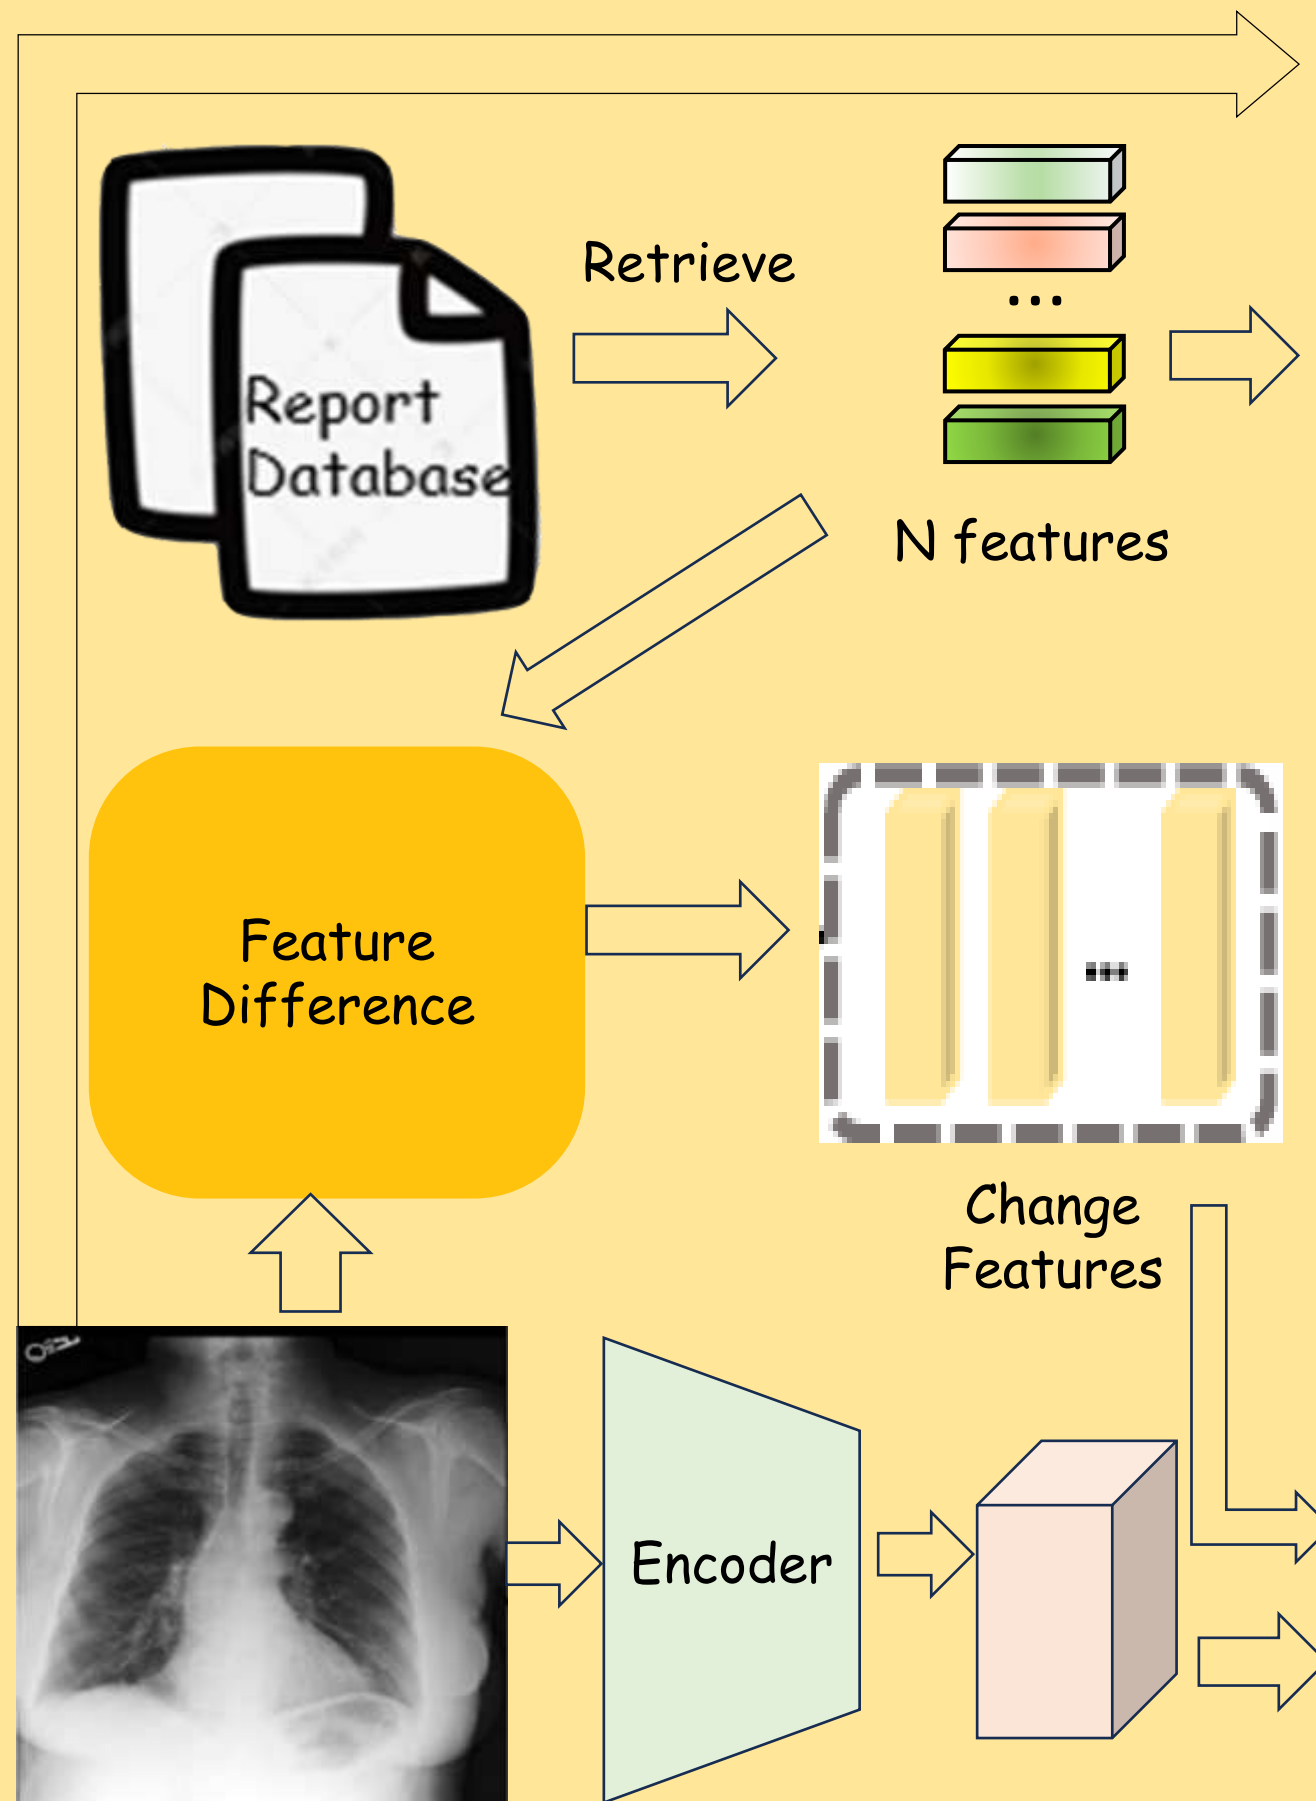 Retrieve
Report
Database
N features
Feature
Difference
Change
Features
Encoder